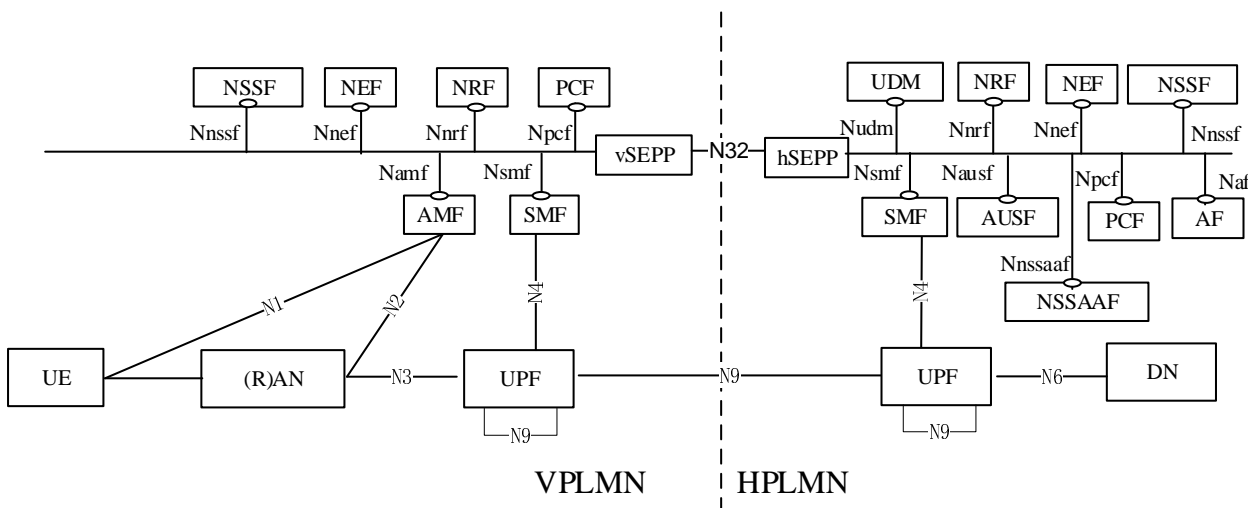 NSSF NEF NRF PCF UDM NRF NEF NSSF
Nnssf Nnef Nnrf Npcf Nudm Nnrf Nnef Nnssf
vSEPP N32 hSEPP
Namf Nsmf Nsmf Nausf Npcf Naf
AMF SMF SMF AUSF PCF AF
Nnssaaf
NSSAAF
N1 N2 N4 N4
UE (R)AN N3 UPF N9 UPF N6 DN
N9 N9
VPLMN HPLMN